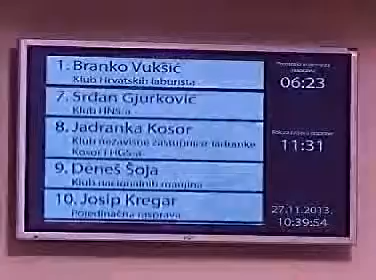 1. Branko Vukšić
Klub Hrvatskih laburista
7. Srđan Gjurković
Klub HNS-a
8. Jadranka Kosor
Klub nezavisne zastupnice Jadranke
Kosor i HGS-a
9. Deneš Šoja
Klub nacionalnih manjina
10. Josip Kregar
Pojedinačna rasprava
06:23
11:31
27.11.2013.
10:39:54